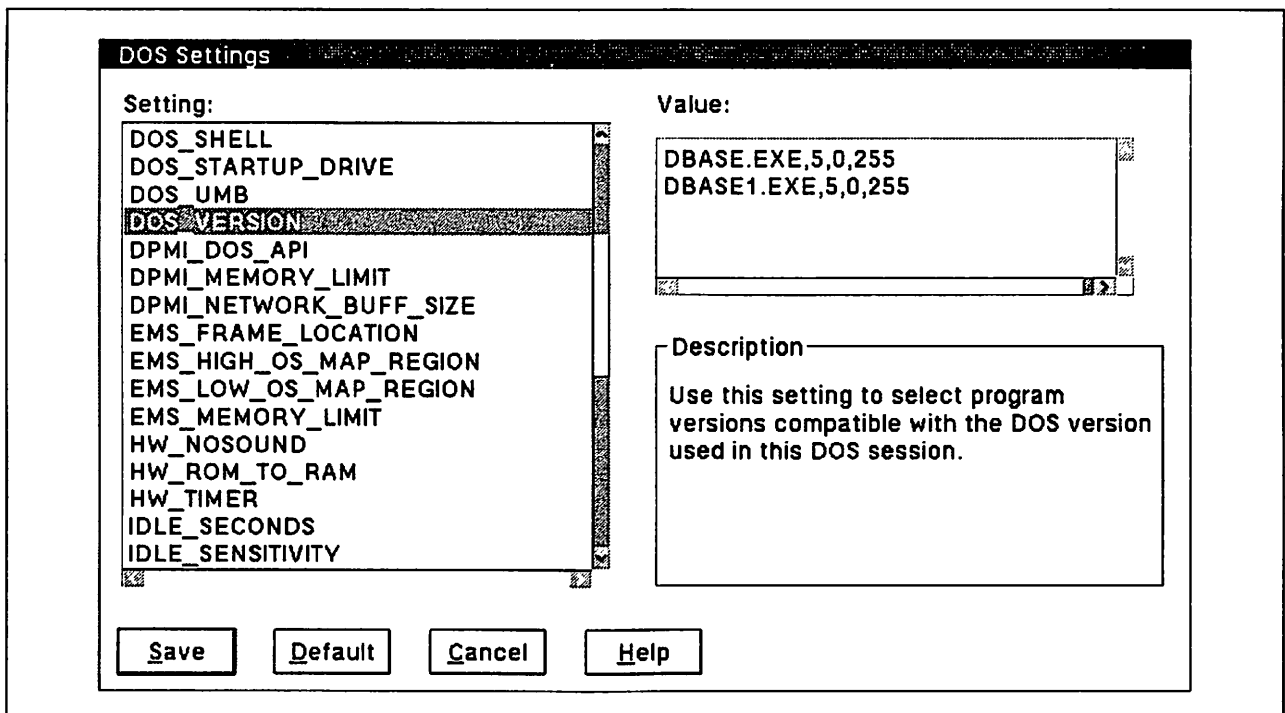 DOS Settings
Setting:
DOS_SHELL
DOS_STARTUP_DRIVE
DOS_UMB
DOS_VERSION
DPMI_DOS_API
DPMI_MEMORY_LIMIT
DPMI_NETWORK_BUFF_SIZE
EMS_FRAME_LOCATION
EMS_HIGH_OS_MAP_REGION
EMS_LOW_OS_MAP_REGION
EMS_MEMORY_LIMIT
HW_NOSOUND
HW_ROM_TO_RAM
HW_TIMER
IDLE_SECONDS
IDLE_SENSITIVITY
Value:
DBASE.EXE,5,0,255
DBASE1.EXE,5,0,255
Description
Use this setting to select program
versions compatible with the DOS version
used in this DOS session.
Save Default Cancel Help